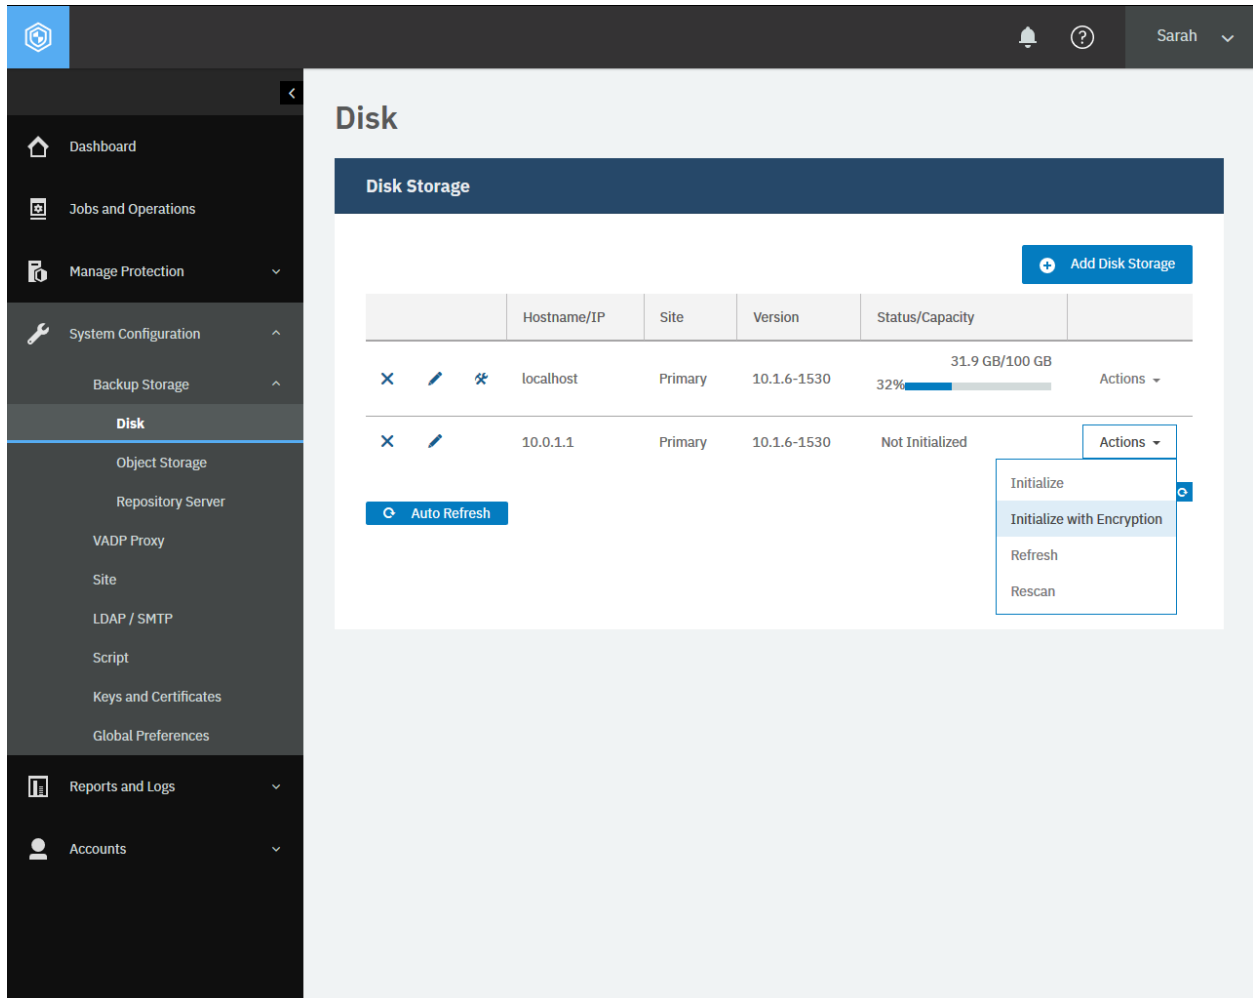 Sarah
Disk
Dashboard
Jobs and Operations
Manage Protection
System Configuration
Backup Storage
Disk
Object Storage
Repository Server
VADP Proxy
Site
LDAP / SMTP
Script
Keys and Certificates
Global Preferences
Reports and Logs
Accounts
Disk Storage
Add Disk Storage
Hostname/IP Site Version Status/Capacity
31.9 GB/100 GB
localhost Primary 10.1.6-1530 32% Actions
10.0.1.1 Primary 10.1.6-1530 Not Initialized Actions
Initialize
Initialize with Encryption
Refresh
Rescan
Auto Refresh